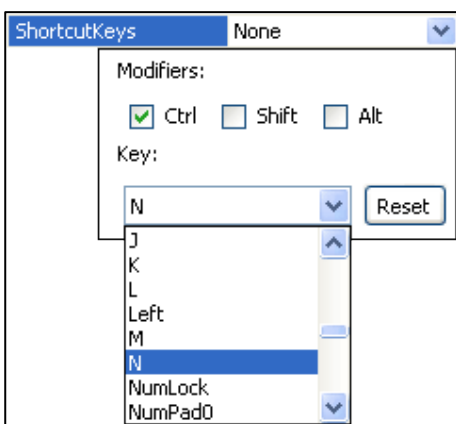 ShortcutKeys None
Modifiers:
Ctrl Shift Alt
Key:
N Reset
J
K
L
Left
M
N
NumLock
NumPad0